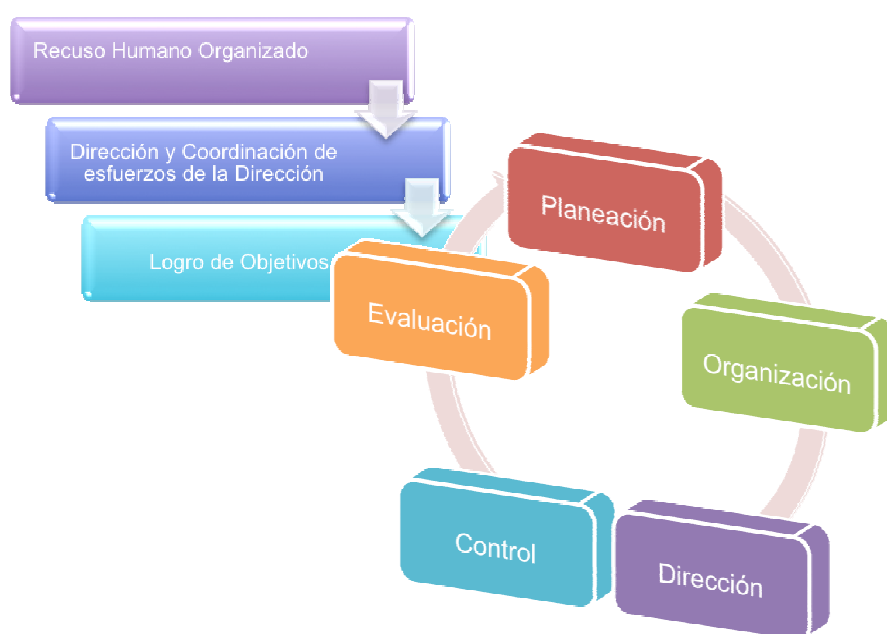 Recuso Humano Organizado
Dirección y Coordinación de
esfuerzos de la Dirección
Logro de Objetivos
Planeación
Organización
Dirección
Control
Evaluación